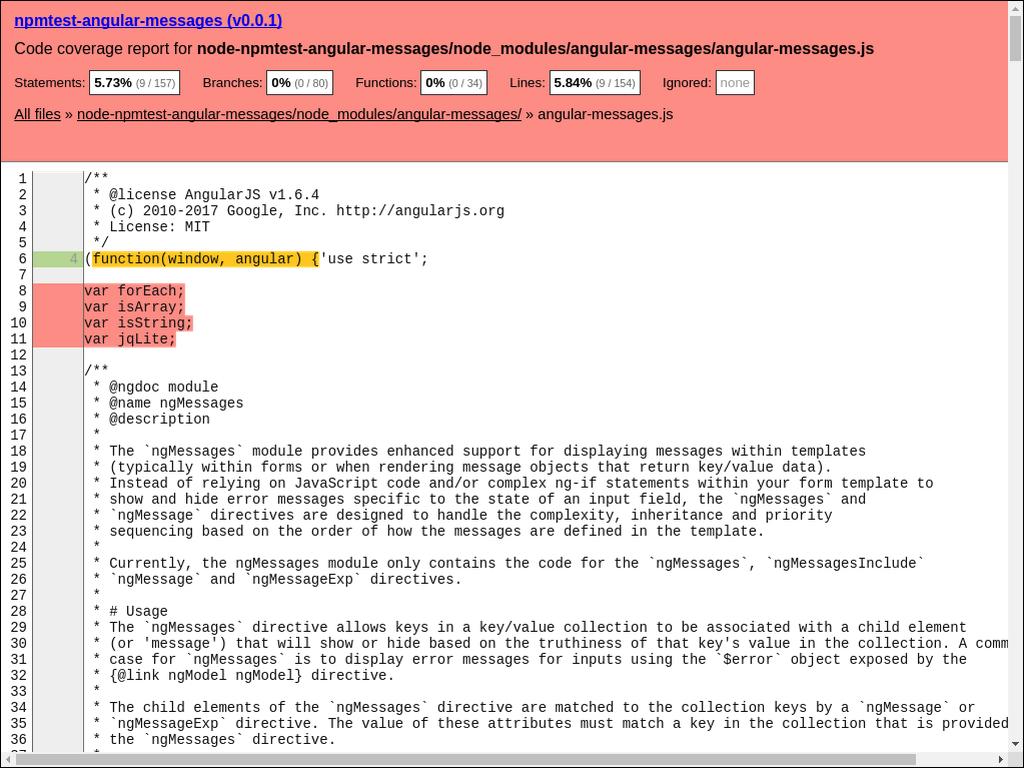 npmtest-angular-messages (v0.0.1)
Code coverage report for node-npmtest-angular-messages/node_modules/angular-messages/angular-messages.js
Statements: 5.73% (9 / 157) Branches: 0% (0 / 80) Functions: 0% (0 / 34) Lines: 5.84% (9 / 154) Ignored: none
All files » node-npmtest-angular-messages/node_modules/angular-messages/ » angular-messages.js
1 /**
2  * @license AngularJS v1.6.4
3  * (c) 2010-2017 Google, Inc. http://angularjs.org
4  * License: MIT
5  */
6 4 (function(window, angular) {'use strict';
7
8 var forEach;
9 var isArray;
10 var isString;
11 var jqLite;
12
13 /**
14  * @ngdoc module
15  * @name ngMessages
16  * @description
17  *
18  * The `ngMessages` module provides enhanced support for displaying messages within templates
19  * (typically within forms or when rendering message objects that return key/value data).
20  * Instead of relying on JavaScript code and/or complex ng-if statements within your form template to
21  * show and hide error messages specific to the state of an input field, the `ngMessages` and
22  * `ngMessage` directives are designed to handle the complexity, inheritance and priority
23  * sequencing based on the order of how the messages are defined in the template.
24  *
25  * Currently, the ngMessages module only contains the code for the `ngMessages`, `ngMessagesInclude`
26  * `ngMessage` and `ngMessageExp` directives.
27  *
28  * # Usage
29  * The `ngMessages` directive allows keys in a key/value collection to be associated with a child element
30  * (or 'message') that will show or hide based on the truthiness of that key's value in the collection. A comm
31  * case for `ngMessages` is to display error messages for inputs using the `$error` object exposed by the
32  * {@link ngModel ngModel} directive.
33  *
34  * The child elements of the `ngMessages` directive are matched to the collection keys by a `ngMessage` or
35  * `ngMessageExp` directive. The value of these attributes must match a key in the collection that is provided
36  * the `ngMessages` directive.